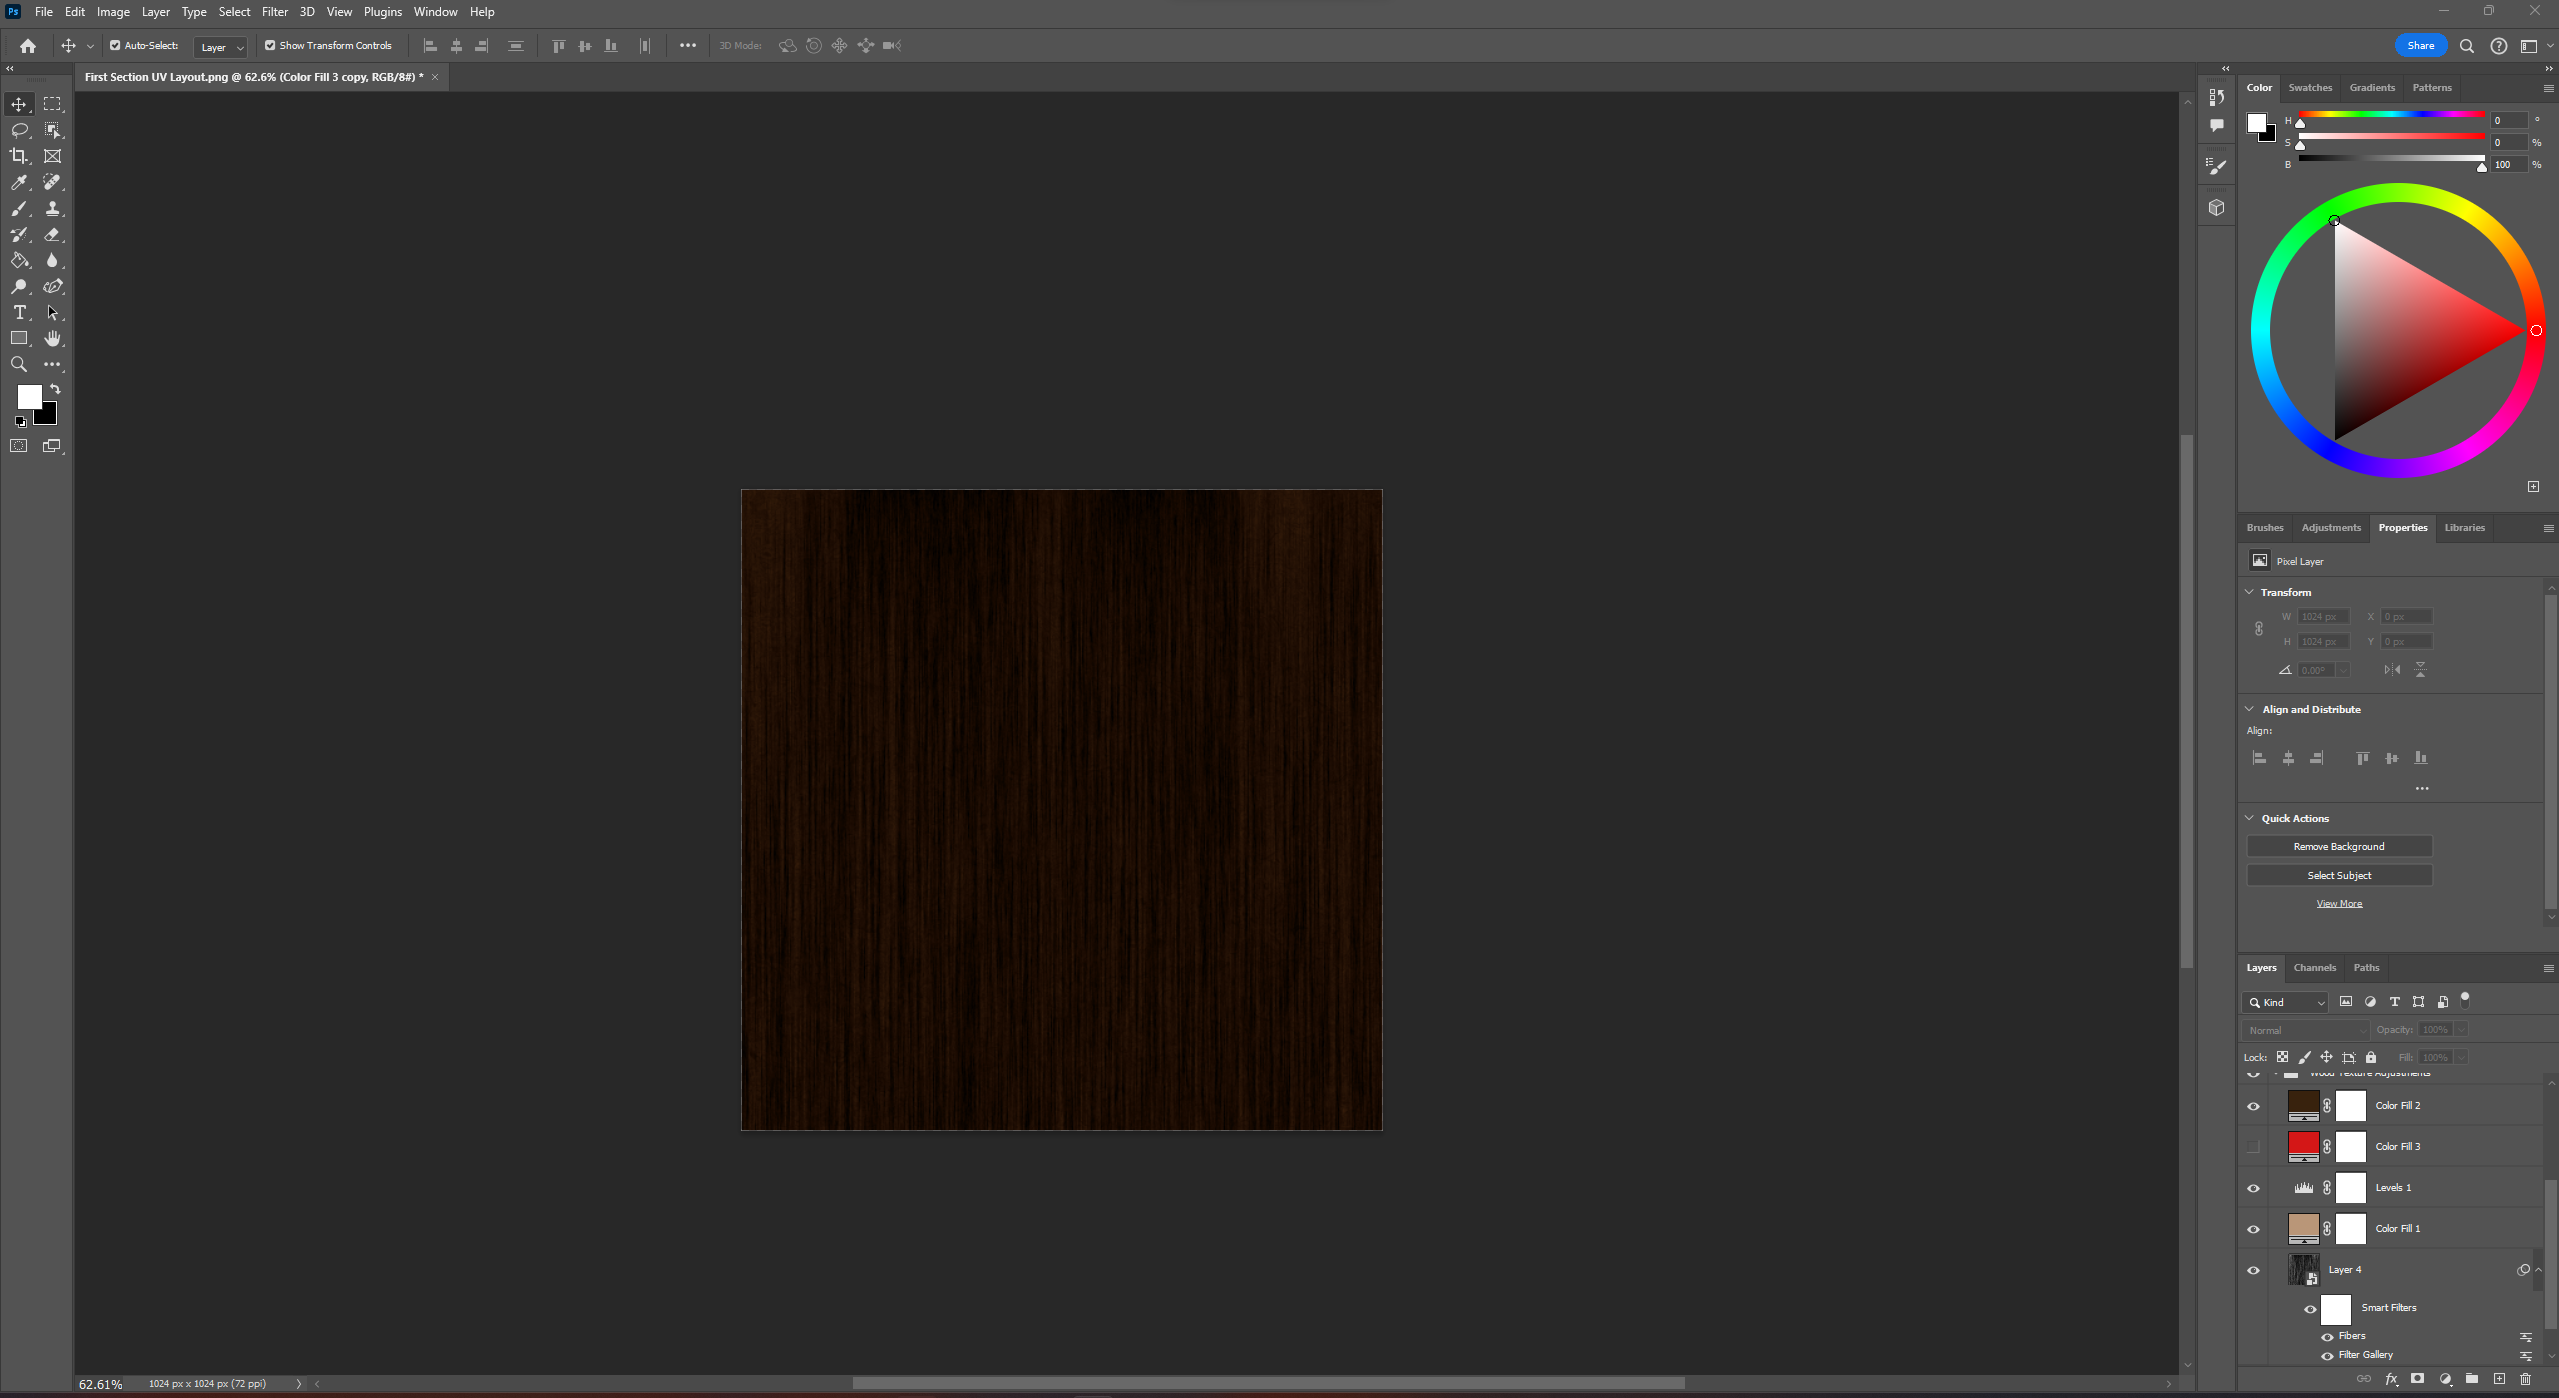 Ps File Edit Image Layer Type Select Filter 3D View Plugins Window Help
Auto-Select: Layer Show Transform Controls 3D Mode: Share
First Section UV Layout.png @ 62.6% (Color Fill 3 copy, RGB/8#) * ×
Color Swatches Gradients Patterns
H 0 °
S 0 %
B 100 %
Brushes Adjustments Properties Libraries
Pixel Layer
Transform
W 1024 px X 0 px
H 1024 px Y 0 px
0.00°
Align and Distribute
Align:
Quick Actions
Remove Background
Select Subject
View More
Layers Channels Paths
Kind
Normal Opacity: 100%
Lock: Fill: 100%
Wood Texture Adjustments
Color Fill 2
Color Fill 3
Levels 1
Color Fill 1
Layer 4
Smart Filters
Fibers
Filter Gallery
fx
62.61% 1024 px x 1024 px (72 ppi)